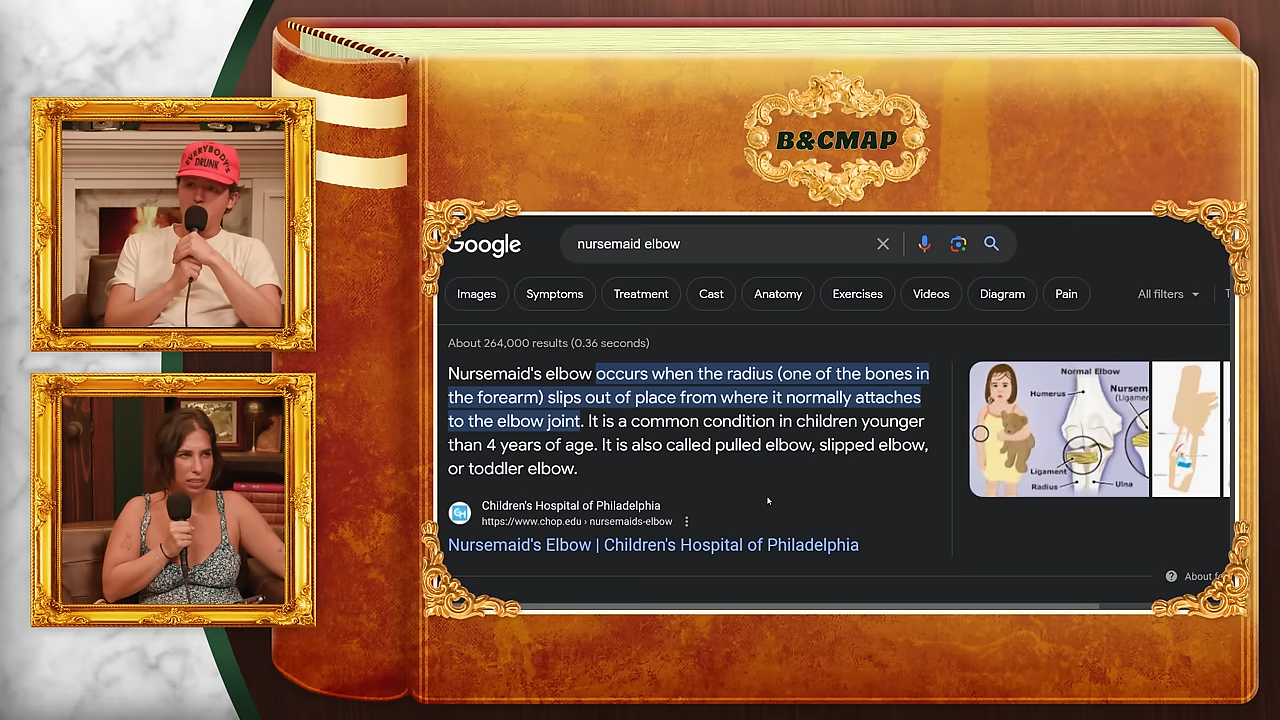 EVERYBODY'S
DRUNK
B&CMAP
Google
nursemaid elbow
Images
Symptoms
Treatment
Cast
Anatomy
Exercises
Videos
Diagram
Pain
All filters
About 264,000 results (0.36 seconds)
Nursemaid's elbow occurs when the radius (one of the bones in
the forearm) slips out of place from where it normally attaches
to the elbow joint. It is a common condition in children younger
than 4 years of age. It is also called pulled elbow, slipped elbow,
or toddler elbow.
Normal Elbow
Nursem
Humerus
(Ligamer
Ligament
Radius
Ulna
CH
Children's Hospital of Philadelphia
https://www.chop.edu › nursemaids-elbow
Nursemaid's Elbow | Children's Hospital of Philadelphia
About